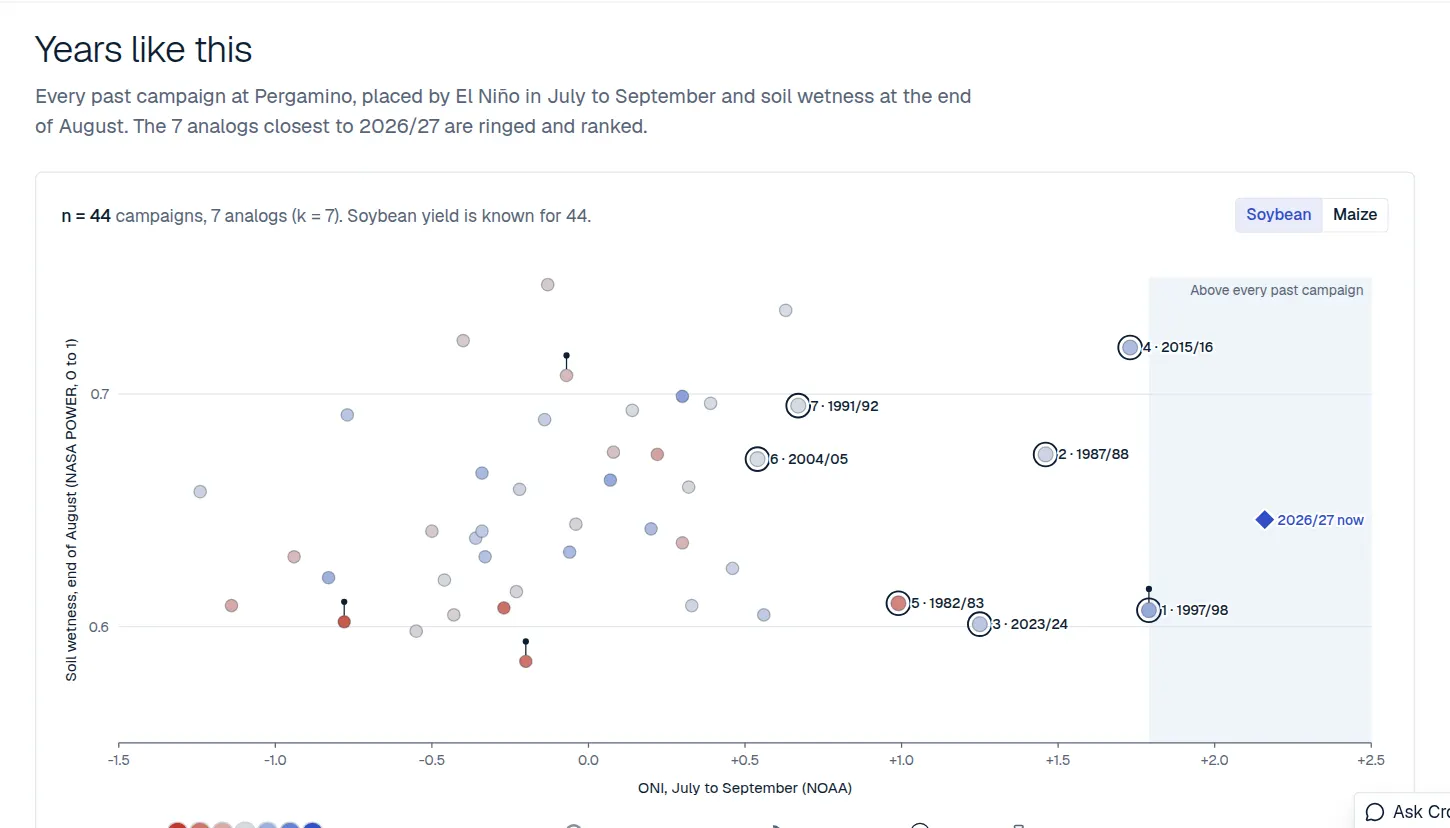 Years like this
Every past campaign at Pergamino, placed by El Niño in July to September and soil wetness at the end
of August. The 7 analogs closest to 2026/27 are ringed and ranked.
n = 44 campaigns, 7 analogs (k = 7). Soybean yield is known for 44.
Soybean
Maize
Above every past campaign
4 · 2015/16
0.7
7 · 1991/92
2 · 1987/88
6 · 2004/05
2026/27 now
5 · 1982/83
1 · 1997/98
3 · 2023/24
0.6
Soil wetness, end of August (NASA POWER, 0 to 1)
-1.5
-1.0
-0.5
0.0
+0.5
+1.0
+1.5
+2.0
+2.5
ONI, July to September (NOAA)
Ask Cro